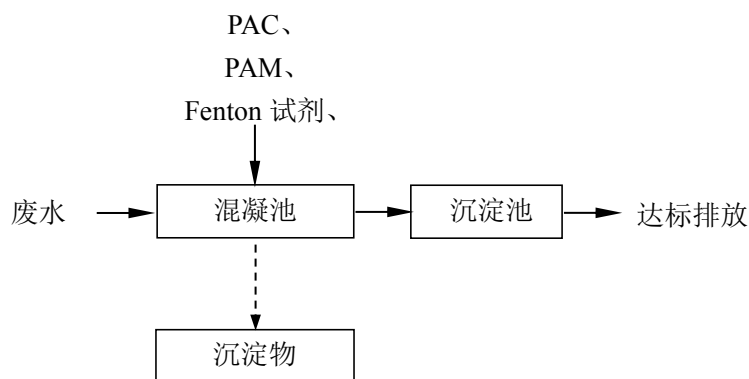 PAC、
PAM、
Fenton 试剂、
废水
混凝池
沉淀池
达标排放
沉淀物